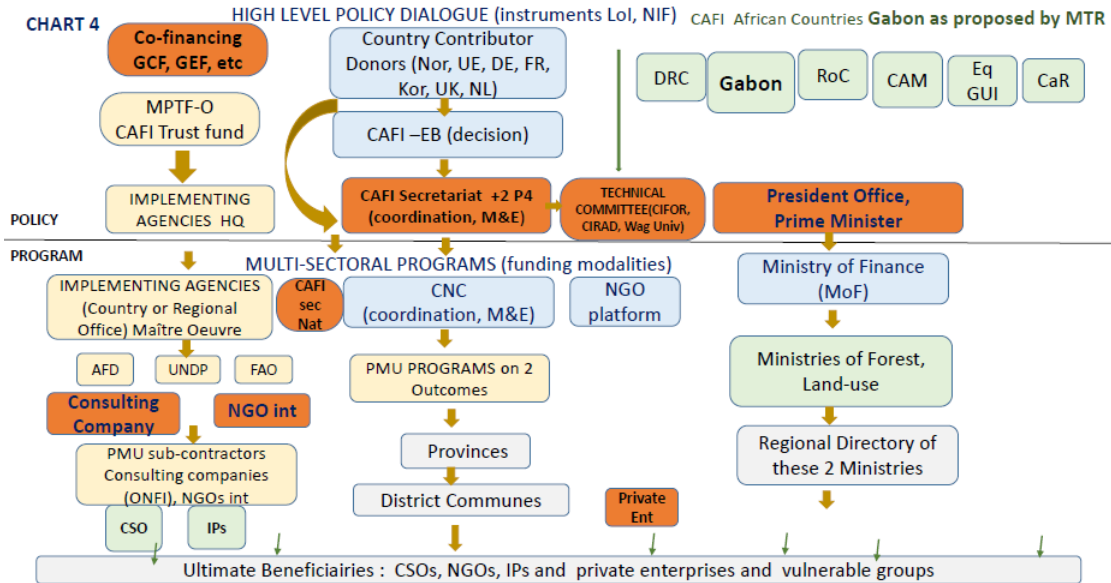 CHART 4
HIGH LEVEL POLICY DIALOGUE (instruments LoI, NIF)
CAFI African Countries Gabon as proposed by MTR
Co-financing
GCF, GEF, etc
Country Contributor
Donors (Nor, UE, DE, FR,
Kor, UK, NL)
DRC
Gabon
RoC
CAM
Eq
GUI
CaR
MPTF-O
CAFI Trust fund
CAFI –EB (decision)
IMPLEMENTING
AGENCIES HQ
CAFI Secretariat +2 P4
(coordination, M&E)
TECHNICAL
COMMITTEE(CIFOR,
CIRAD, Wag Univ)
President Office,
Prime Minister
POLICY
PROGRAM
MULTI-SECTORAL PROGRAMS (funding modalities)
IMPLEMENTING AGENCIES
(Country or Regional
Office) Maître Oeuvre
CAFI
sec
Nat
CNC
(coordination, M&E)
NGO
platform
Ministry of Finance
(MoF)
AFD
UNDP
FAO
PMU PROGRAMS on 2
Outcomes
Ministries of Forest,
Land-use
Consulting
Company
NGO int
PMU sub-contractors
Consulting companies
(ONFI), NGOs int
Provinces
Regional Directory of
these 2 Ministries
District Communes
Private
Ent
CSO
IPs
Ultimate Beneficiairies : CSOs, NGOs, IPs and private enterprises and vulnerable groups